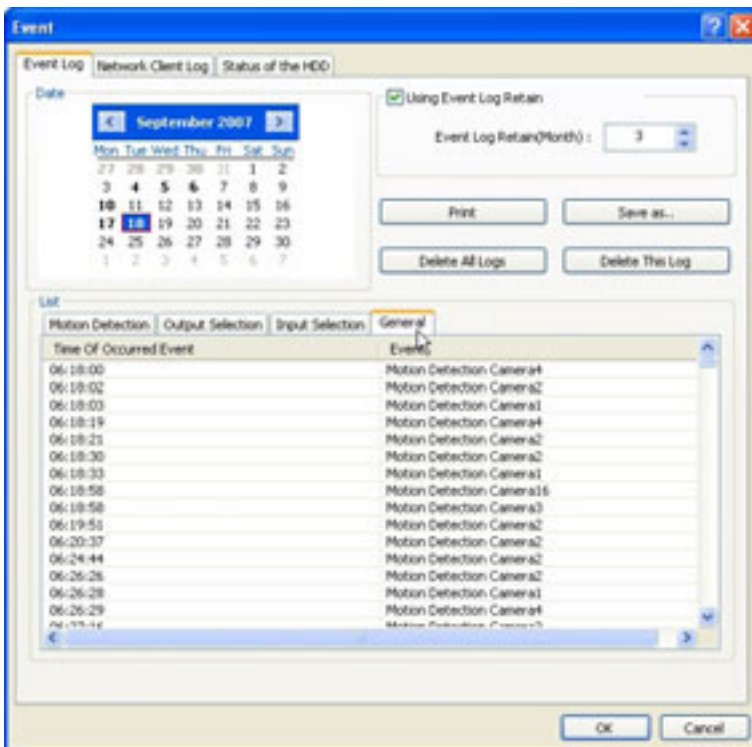 Event
Event Log Network Client Log Status of the HDD
Date
September 2007
Mon Tue Wed Thu Fri Sat Sun
27 28 29 30 31 1 2
3 4 5 6 7 8 9
10 11 12 13 14 15 16
17 18 19 20 21 22 23
24 25 26 27 28 29 30
1 2 3 4 5 6 7
Using Event Log Retain
Event Log Retain(Month) : 3
Print Save as...
Delete All Logs Delete This Log
List
Motion Detection Output Selection Input Selection General
Time Of Occurred Event Events
06:18:00 Motion Detection Camera4
06:18:02 Motion Detection Camera2
06:18:03 Motion Detection Camera1
06:18:19 Motion Detection Camera4
06:18:21 Motion Detection Camera2
06:18:30 Motion Detection Camera2
06:18:33 Motion Detection Camera1
06:18:58 Motion Detection Camera16
06:18:58 Motion Detection Camera3
06:19:51 Motion Detection Camera2
06:20:37 Motion Detection Camera2
06:24:44 Motion Detection Camera2
06:26:26 Motion Detection Camera2
06:26:28 Motion Detection Camera1
06:26:29 Motion Detection Camera4
Motion Detection
OK Cancel